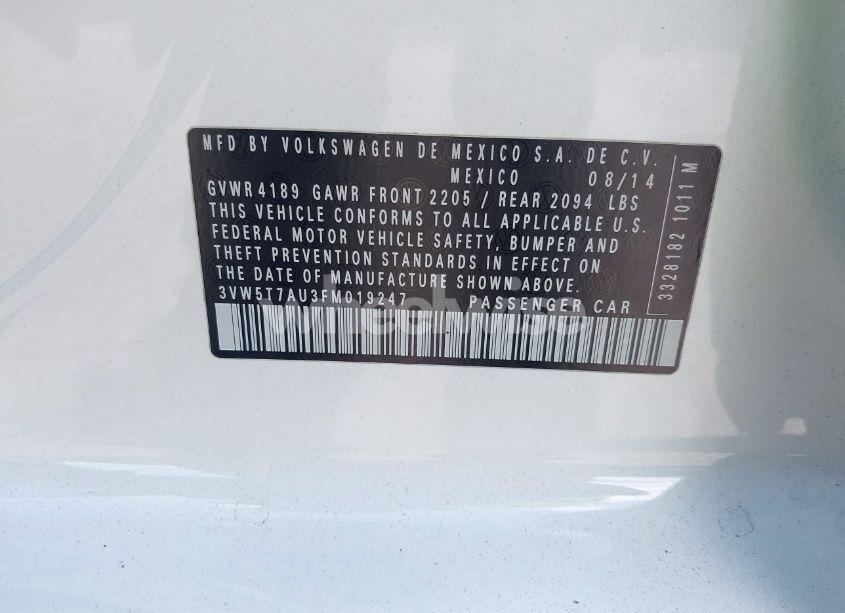 MFD BY VOLKSWAGEN DE MEXICO S.A. DE C.V.
MEXICO 08/14
GVWR 4189 GAWR FRONT 2205 / REAR 2094 LBS
THIS VEHICLE CONFORMS TO ALL APPLICABLE U.S.
FEDERAL MOTOR VEHICLE SAFETY, BUMPER AND
THEFT PREVENTION STANDARDS IN EFFECT ON
THE DATE OF MANUFACTURE SHOWN ABOVE.
3VW5T7AU3FM019247 PASSENGER CAR
3328182 1011 M
wheelwise